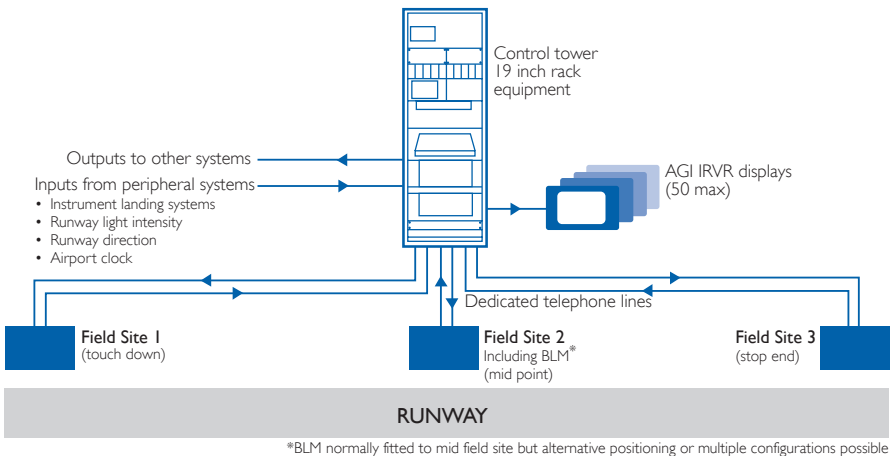 Control tower
19 inch rack
equipment
Outputs to other systems
Inputs from peripheral systems
• Instrument landing systems
• Runway light intensity
• Runway direction
• Airport clock
AGI IRVR displays
(50 max)
Dedicated telephone lines
Field Site 1
(touch down)
Field Site 2
Including BLM*
(mid point)
Field Site 3
(stop end)
RUNWAY
*BLM normally fitted to mid field site but alternative positioning or multiple configurations possible